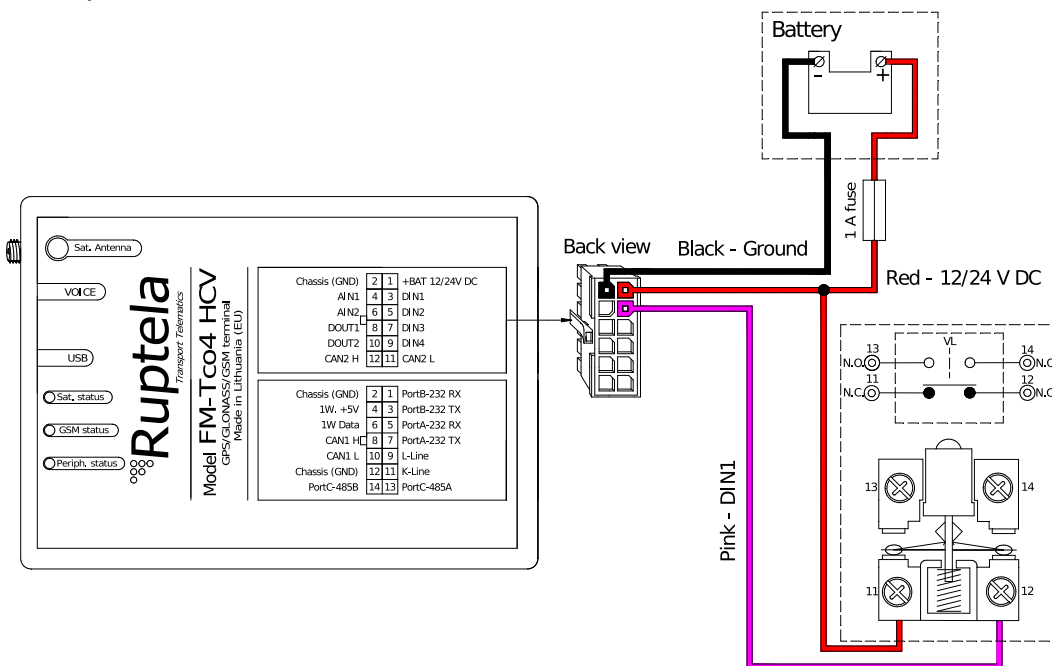 Battery
- +
1 A fuse
Back view
Black - Ground
Red - 12/24 V DC
Pink - DIN1
Sat. Antenna
VOICE
USB
Sat. status
GSM status
Periph. status
Ruptela
Transport Telematics
Model FM-Tco4 HCV
GPS/GLONASS/GSM terminal
Made in Lithuania (EU)
Chassis (GND) 2 1 +BAT 12/24V DC
AIN1 4 3 DIN1
AIN2 6 5 DIN2
DOUT1 8 7 DIN3
DOUT2 10 9 DIN4
CAN2 H 12 11 CAN2 L
Chassis (GND) 2 1 PortB-232 RX
1W. +5V 4 3 PortB-232 TX
1W Data 6 5 PortA-232 RX
CAN1 H 8 7 PortA-232 TX
CAN1 L 10 9 L-Line
Chassis (GND) 12 11 K-Line
PortC-485B 14 13 PortC-485A
VL
13 14
N.O. N.O
11 12
N.C. N.C
13 14
11 12